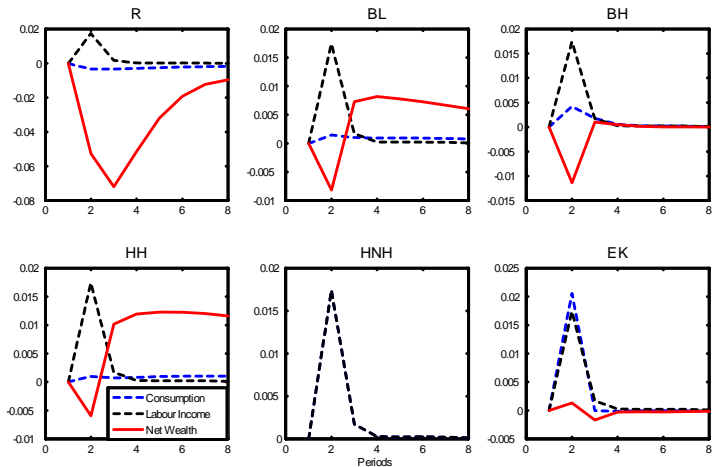 R
0.02
0
-0.02
-0.04
-0.06
-0.08
0 2 4 6 8
BL
0.02
0.015
0.01
0.005
0
-0.005
-0.01
0 2 4 6 8
BH
0.02
0.015
0.01
0.005
0
-0.005
-0.01
-0.015
0 2 4 6 8
HH
0.02
0.015
0.01
0.005
0
-0.005
-0.01
0 2 4 6 8
Consumption
Labour Income
Net Wealth
HNH
0.02
0.015
0.01
0.005
0
0 2 4 6 8
Periods
EK
0.025
0.02
0.015
0.01
0.005
0
-0.005
0 2 4 6 8